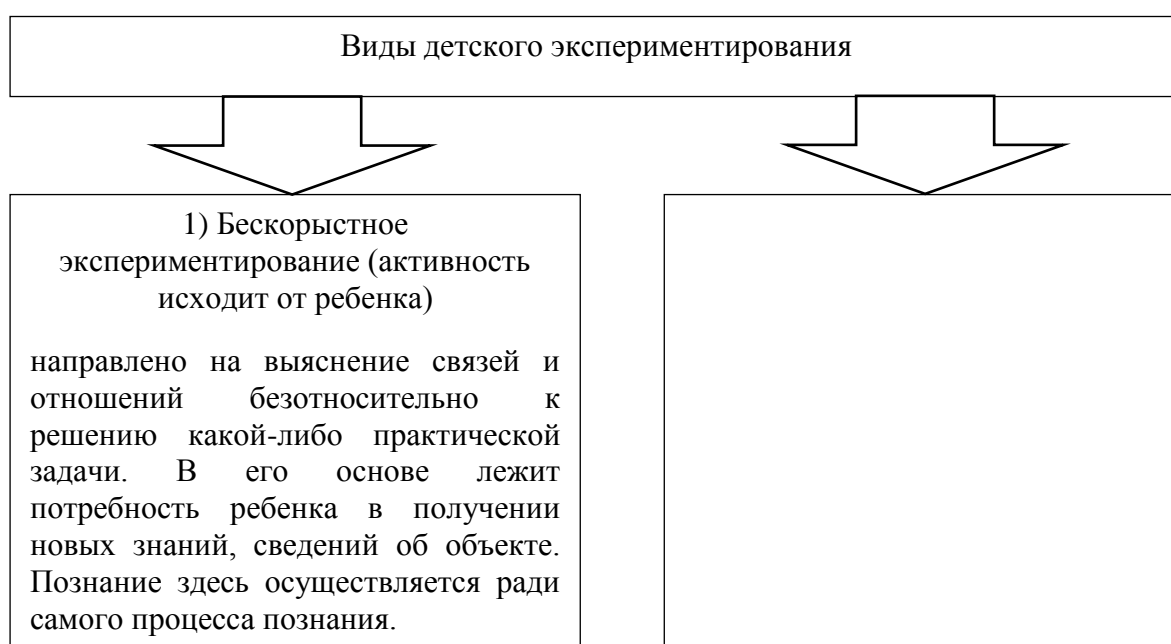 Виды детского экспериментирования
1) Бескорыстное
экспериментирование (активность
исходит от ребенка)
направлено на выяснение связей и
отношений безотносительно к
решению какой-либо практической
задачи. В его основе лежит
потребность ребенка в получении
новых знаний, сведений об объекте.
Познание здесь осуществляется ради
самого процесса познания.